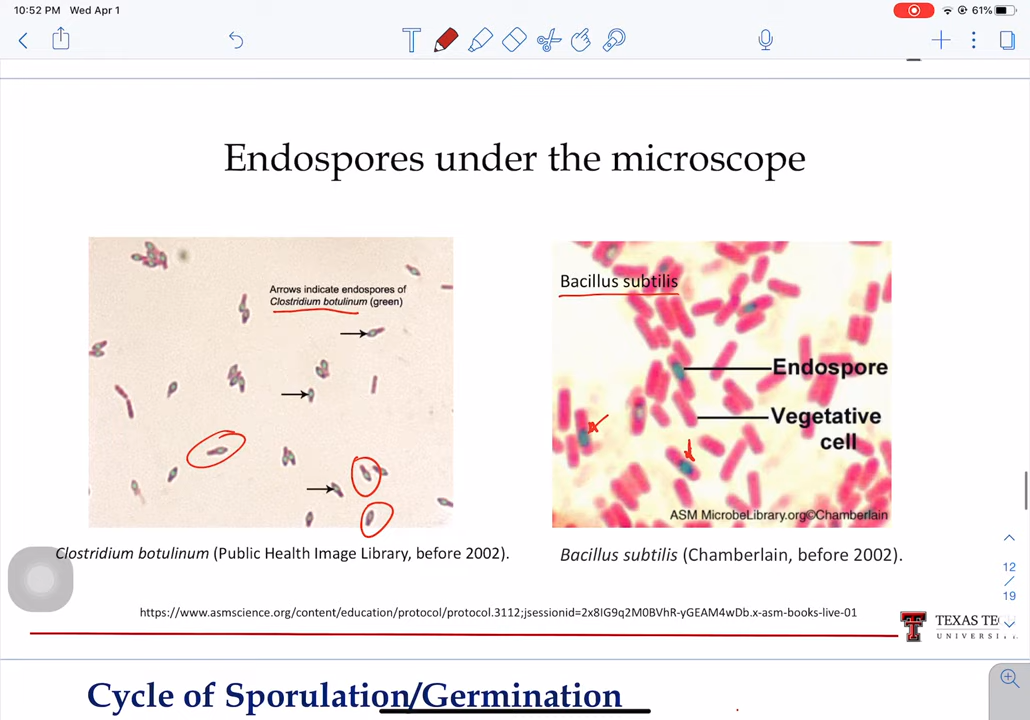 10:52 PM Wed Apr 1
61%
T
Endospores under the microscope
Arrows indicate endospores of
Clostridium botulinum (green)
Bacillus subtilis
Endospore
Vegetative
cell
ASM MicrobeLibrary.org©Chamberlain
Clostridium botulinum (Public Health Image Library, before 2002).
Bacillus subtilis (Chamberlain, before 2002).
12
/
19
https://www.asmscience.org/content/education/protocol/protocol.3112;jsessionid=2x8IG9q2M0BVhR-yGEAM4wDb.x-asm-books-live-01
TEXAS TE
UNIVERSI
Cycle of Sporulation/Germination